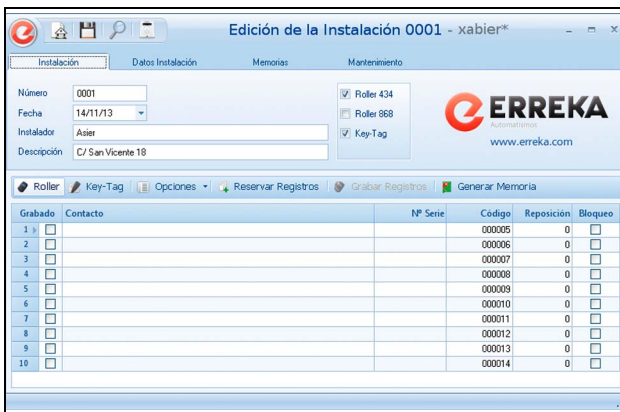 Edición de la Instalación 0001 - xabier*
Instalación Datos Instalación Memorias Mantenimiento
Número 0001
Fecha 14/11/13
Instalador Asier
Descripción C/ San Vicente 18
Roller 434
Roller 868
Key-Tag
ERREKA
Automatismos
www.erreka.com
Roller Key-Tag Opciones Reservar Registros Grabar Registros Generar Memoria
Grabado Contacto Nº Serie Código Reposición Bloqueo
1 000005 0
2 000006 0
3 000007 0
4 000008 0
5 000009 0
6 000010 0
7 000011 0
8 000012 0
9 000013 0
10 000014 0